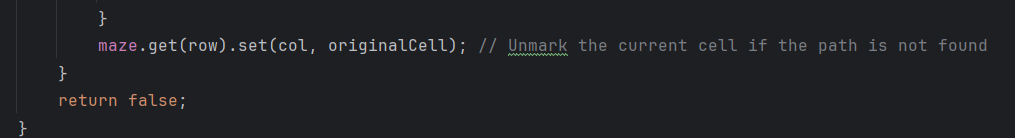 }
maze.get(row).set(col, originalCell); // Unmark the current cell if the path is not found
}
return false;
}